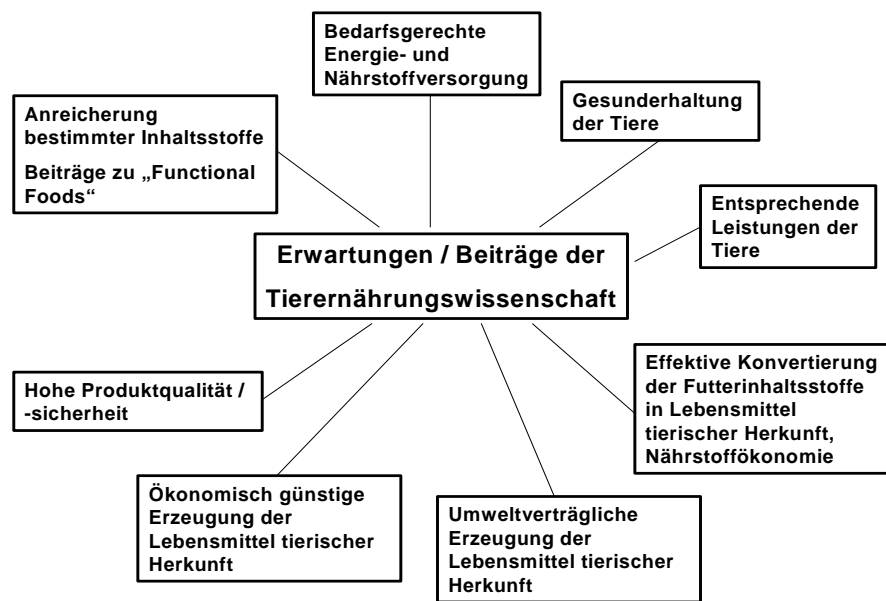 Bedarfsgerechte
Energie- und
Nährstoffversorgung
Gesunderhaltung
der Tiere
Anreicherung
bestimmter Inhaltsstoffe
Beiträge zu „Functional
Foods“
Entsprechende
Leistungen der
Tiere
Erwartungen / Beiträge der
Tierernährungswissenschaft
Effektive Konvertierung
der Futterinhaltsstoffe
in Lebensmittel
tierischer Herkunft,
Nährstoffökonomie
Hohe Produktqualität /
-sicherheit
Ökonomisch günstige
Erzeugung der
Lebensmittel tierischer
Herkunft
Umweltverträgliche
Erzeugung der
Lebensmittel tierischer
Herkunft